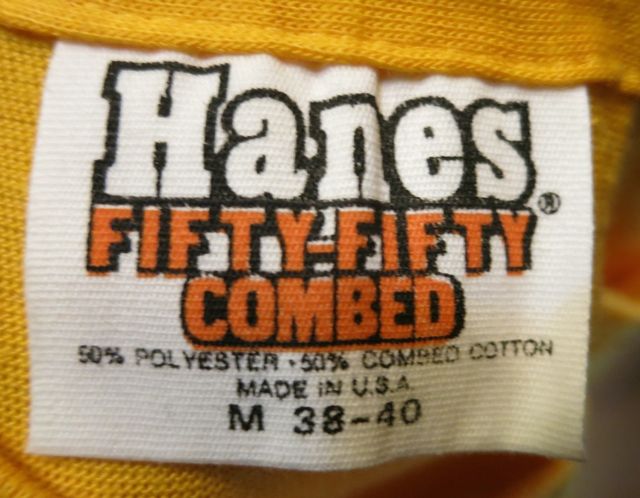 Hanes®
FIFTY-FIFTY
COMBED
50% POLYESTER • 50% COMBED COTTON
MADE IN U.S.A.
M 38-40